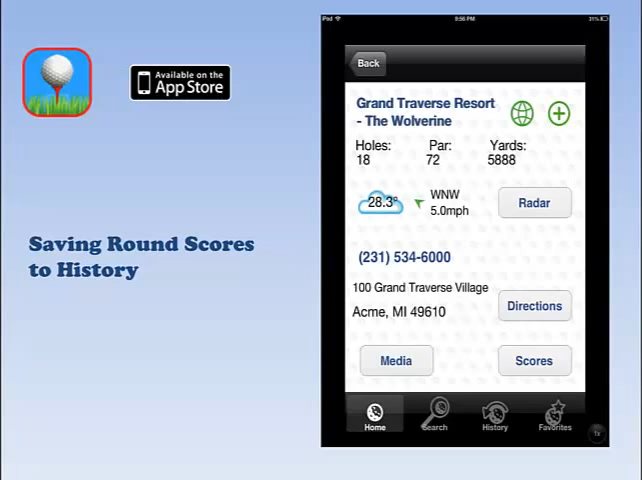 Available on the
App Store
Saving Round Scores
to History
iPad
9:56 PM
31%
Back
Grand Traverse Resort
- The Wolverine
Holes:
18
Par:
72
Yards:
5888
28.3°
WNW
5.0mph
Radar
(231) 534-6000
100 Grand Traverse Village
Acme, MI 49610
Directions
Media
Scores
Home
Search
History
Favorites